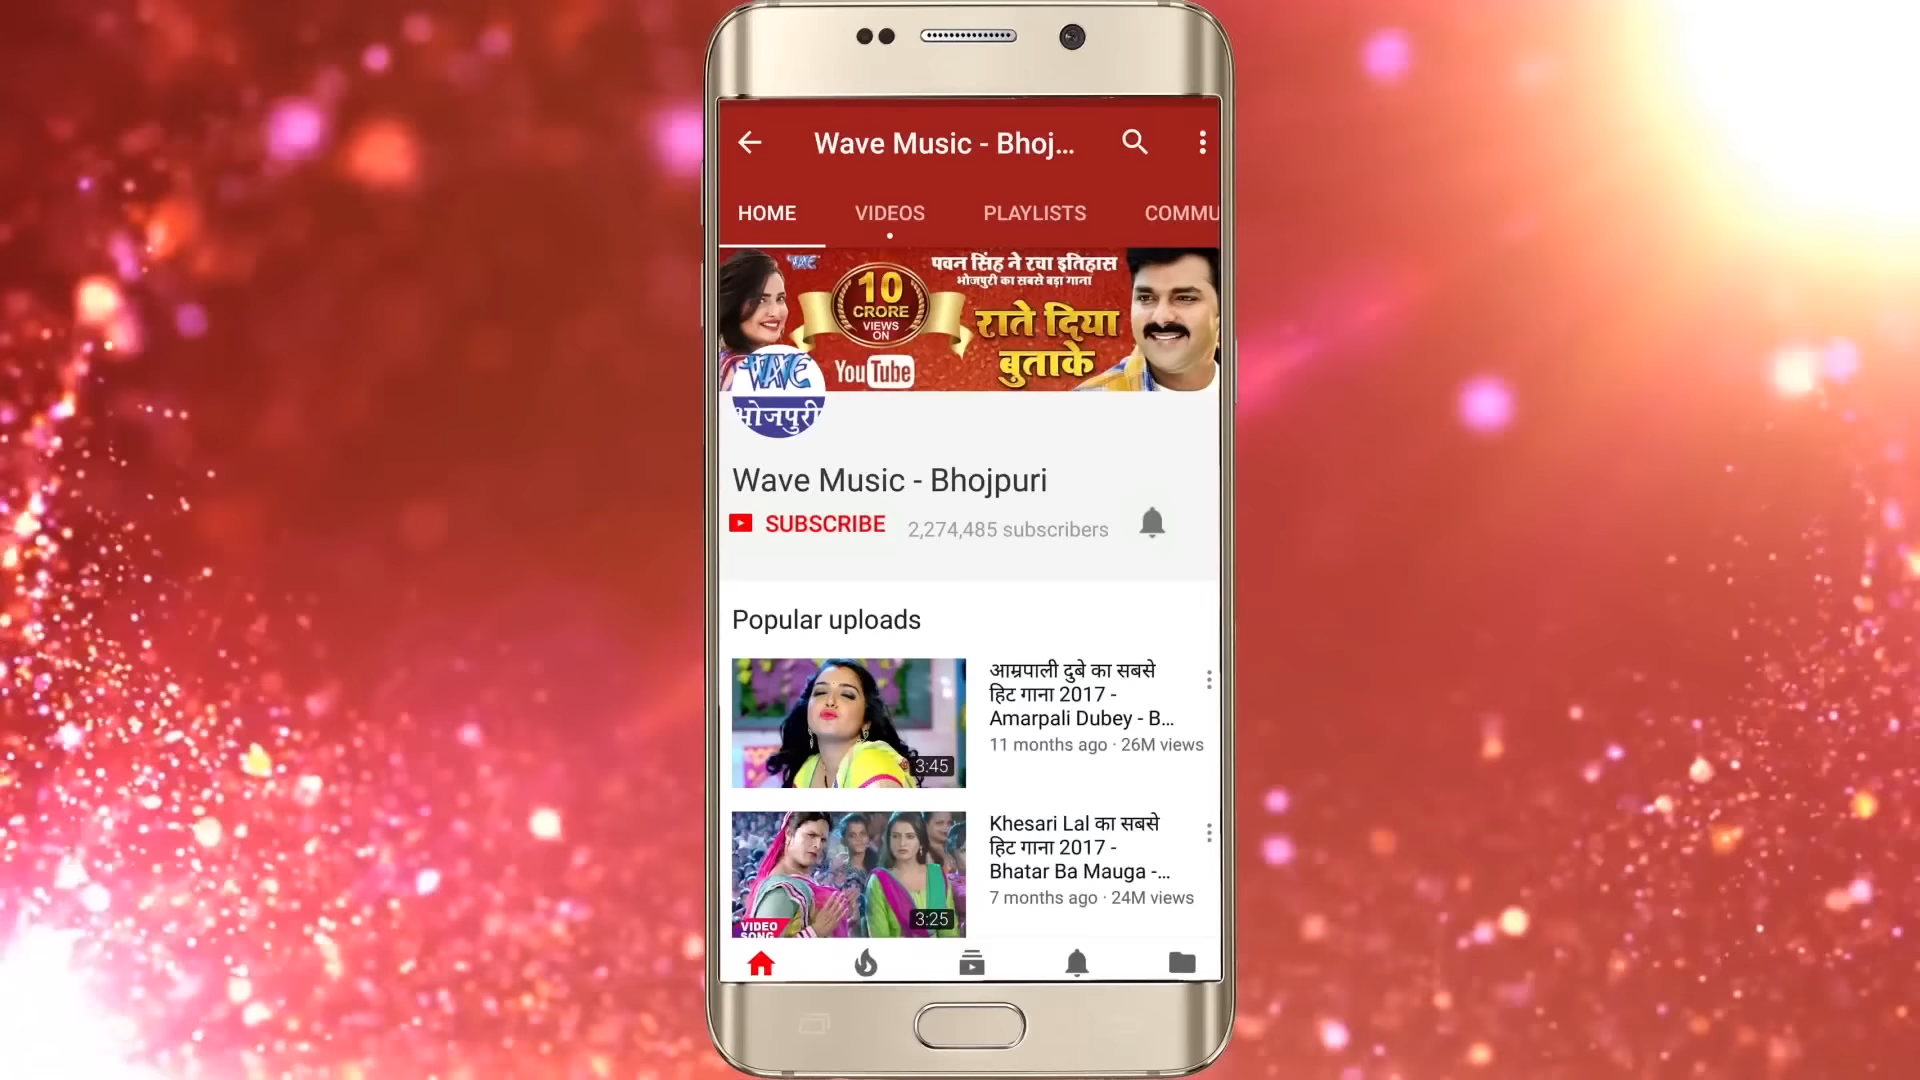 Wave Music - Bhoj...
HOME VIDEOS PLAYLISTS COMMU
WAVE
10
CRORE
VIEWS
ON
YouTube
पवन सिंह ने रचा इतिहास
भोजपुरी का सबसे बड़ा गाना
राते दिया
बुताके
WAVE
भोजपुरी
Wave Music - Bhojpuri
SUBSCRIBE 2,274,485 subscribers
Popular uploads
3:45
आम्रपाली दुबे का सबसे
हिट गाना 2017 -
Amarpali Dubey - B...
11 months ago · 26M views
VIDEO
SONG
3:25
Khesari Lal का सबसे
हिट गाना 2017 -
Bhatar Ba Mauga -...
7 months ago · 24M views